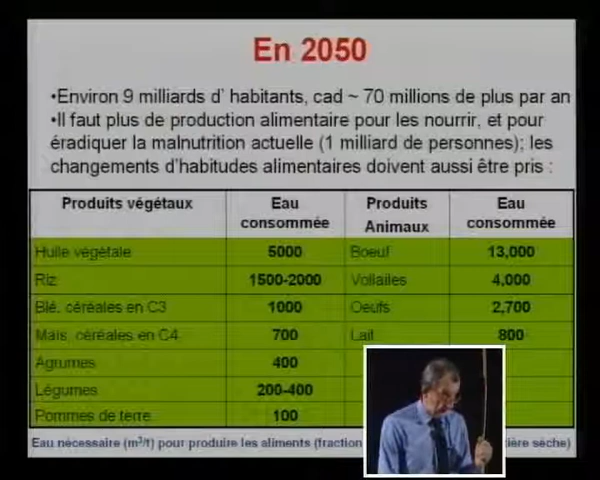 En 2050
•Environ 9 milliards d' habitants, cad ~ 70 millions de plus par an
•Il faut plus de production alimentaire pour les nourrir, et pour
éradiquer la malnutrition actuelle (1 milliard de personnes); les
changements d'habitudes alimentaires doivent aussi être pris :
Produits végétaux Eau consommée Produits Animaux Eau consommée
Huile végétale 5000 Boeuf 13,000
Riz 1500-2000 Vollailes 4,000
Blé, céréales en C3 1000 Oeufs 2,700
Maïs, céréales en C4 700 Lait 800
Agrumes 400
Légumes 200-400
Pommes de terre 100
Eau nécessaire (m³/t) pour produire les aliments (fraction ière sèche)